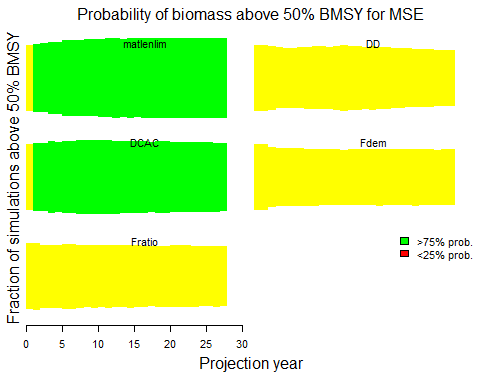 Probability of biomass above 50% BMSY for MSE
Fraction of simulations above 50% BMSY
matlenlim
DD
DCAC
Fdem
Fratio
>75% prob.
<25% prob.
0 5 10 15 20 25 30
Projection year